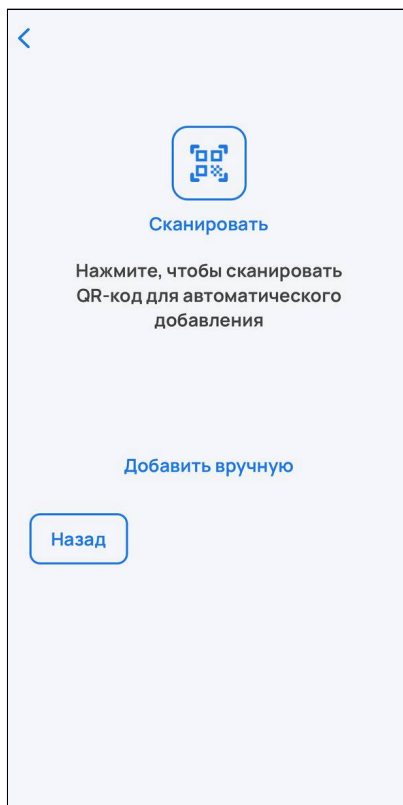 Сканировать
Нажмите, чтобы сканировать
QR-код для автоматического
добавления
Добавить вручную
Назад